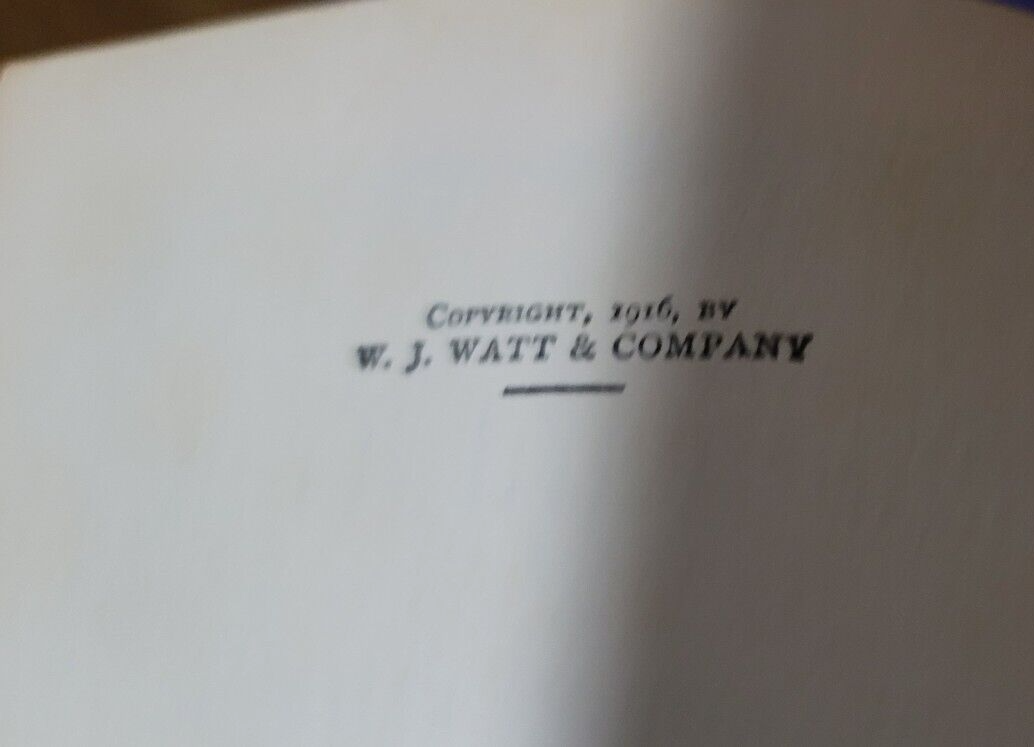 COPYRIGHT, 1916, BY
W. J. WATT & COMPANY